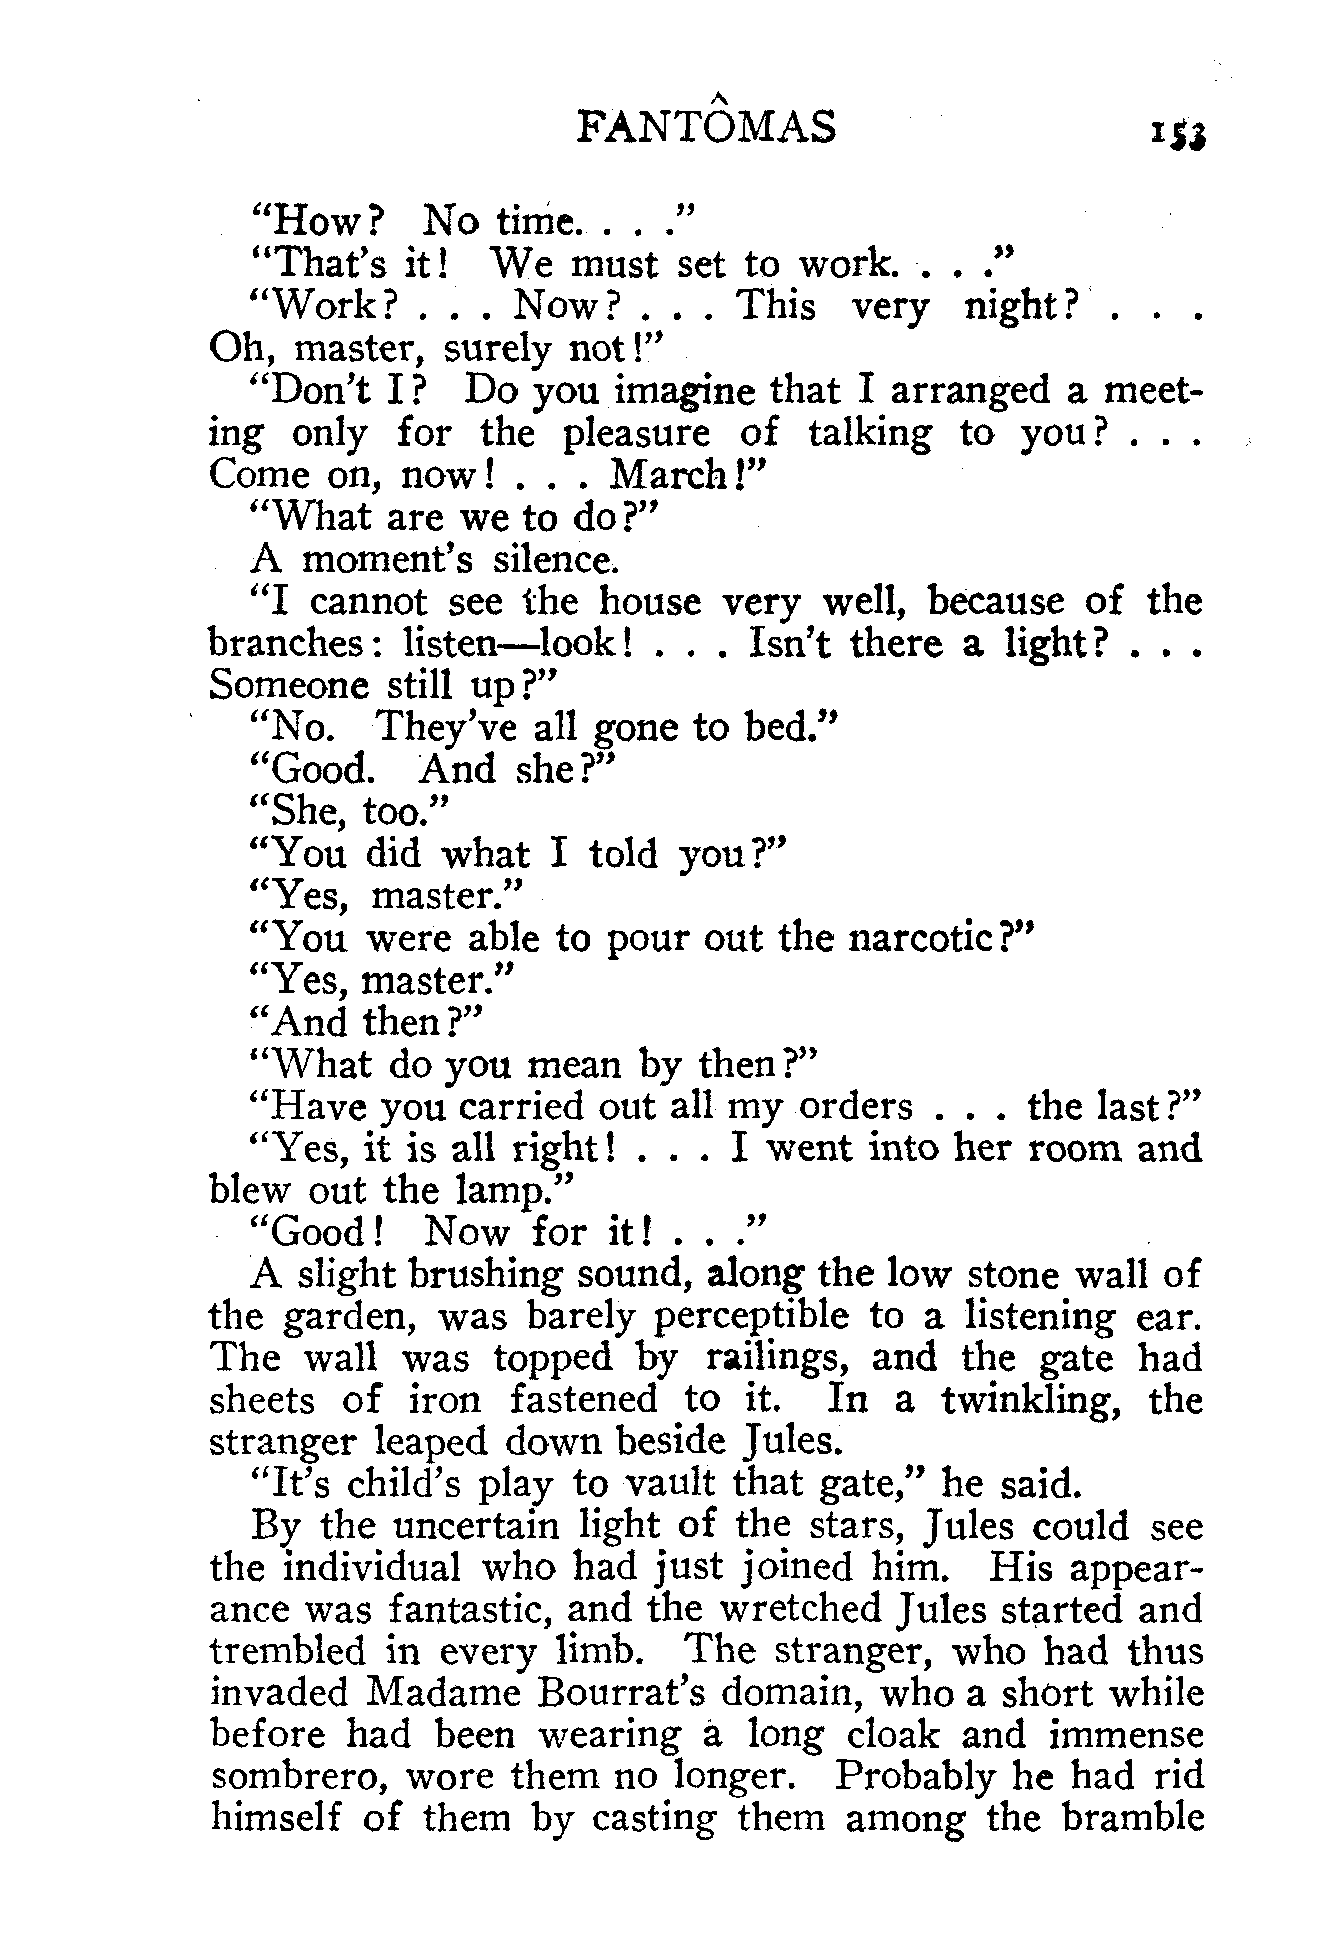 FANTÔMAS 153
“How? No time. . . .”
“That’s it! We must set to work. . . .”
“Work? . . . Now? . . . This very night? . . .
Oh, master, surely not!”
“Don’t I? Do you imagine that I arranged a meet-
ing only for the pleasure of talking to you? . . .
Come on, now! . . . March!”
“What are we to do?”
A moment’s silence.
“I cannot see the house very well, because of the
branches: listen—look! . . . Isn’t there a light? . . .
Someone still up?”
“No. They’ve all gone to bed.”
“Good. And she?”
“She, too.”
“You did what I told you?”
“Yes, master.”
“You were able to pour out the narcotic?”
“Yes, master.”
“And then?”
“What do you mean by then?”
“Have you carried out all my orders . . . the last?”
“Yes, it is all right! . . . I went into her room and
blew out the lamp.”
“Good! Now for it! . . .”
A slight brushing sound, along the low stone wall of
the garden, was barely perceptible to a listening ear.
The wall was topped by railings, and the gate had
sheets of iron fastened to it. In a twinkling, the
stranger leaped down beside Jules.
“It’s child’s play to vault that gate,” he said.
By the uncertain light of the stars, Jules could see
the individual who had just joined him. His appear-
ance was fantastic, and the wretched Jules started and
trembled in every limb. The stranger, who had thus
invaded Madame Bourrat’s domain, who a short while
before had been wearing a long cloak and immense
sombrero, wore them no longer. Probably he had rid
himself of them by casting them among the bramble